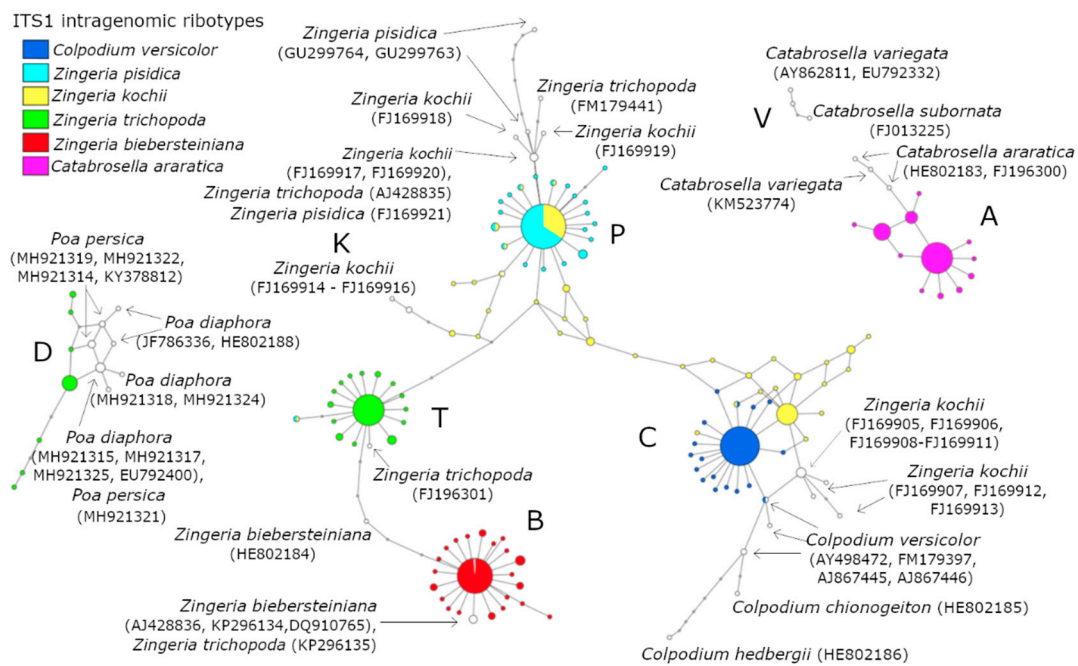 ITS1 intragenomic ribotypes
Colpodium versicolor
Zingeria pisidica
Zingeria kochii
Zingeria trichopoda
Zingeria biebersteiniana
Catabrosella araratica
Zingeria pisidica
(GU299764, GU299763)
Zingeria kochii
(FJ169918)
Zingeria trichopoda
(FM179441)
Zingeria kochii
(FJ169919)
Zingeria kochii
(FJ169917, FJ169920),
Zingeria trichopoda (AJ428835)
Zingeria pisidica (FJ169921)
P
Catabrosella variegata
(AY862811, EU792332)
V
Catabrosella subornata
(FJ013225)
Catabrosella araratica
(HE802183, FJ196300)
Catabrosella variegata
(KM523774)
A
K
Zingeria kochii
(FJ169914 - FJ169916)
Poa persica
(MH921319, MH921322,
MH921314, KY378812)
D
Poa diaphora
(JF786336, HE802188)
Poa diaphora
(MH921318, MH921324)
Poa diaphora
(MH921315, MH921317,
MH921325, EU792400),
Poa persica
(MH921321)
T
Zingeria trichopoda
(FJ196301)
C
Zingeria kochii
(FJ169905, FJ169906,
FJ169908-FJ169911)
Zingeria kochii
(FJ169907, FJ169912,
FJ169913)
Colpodium versicolor
(AY498472, FM179397,
AJ867445, AJ867446)
Colpodium chionogeiton (HE802185)
Colpodium hedbergii (HE802186)
B
Zingeria biebersteiniana
(HE802184)
Zingeria biebersteiniana
(AJ428836, KP296134,DQ910765),
Zingeria trichopoda (KP296135)